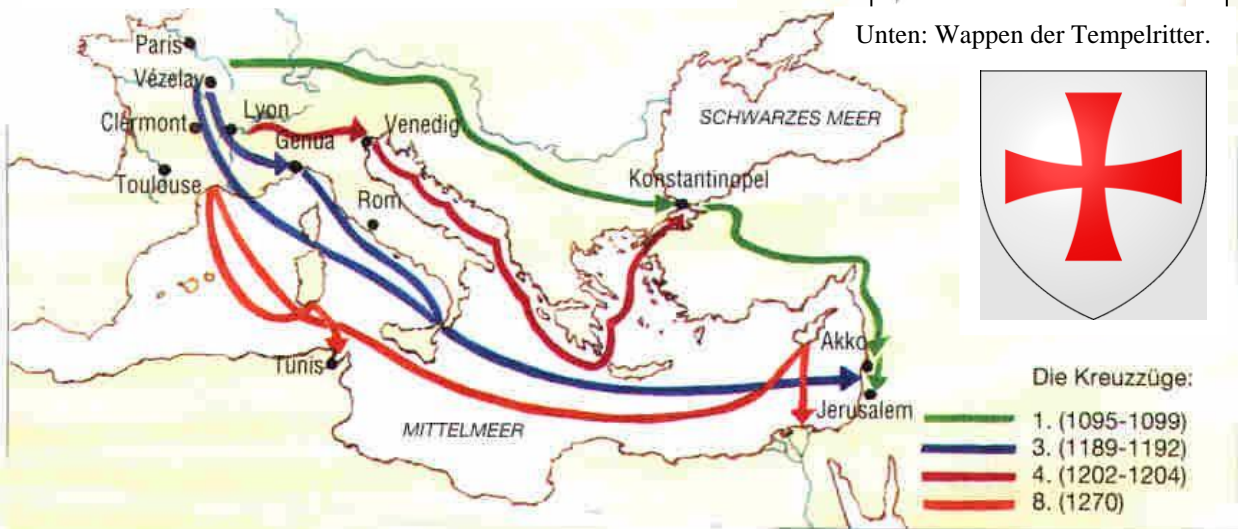 Unten: Wappen der Tempelritter.
Paris
Vézelay
Clermont
Lyon
Genua
Venedig
Toulouse
Rom
SCHWARZES MEER
Konstantinopel
Tunis
MITTELMEER
Akko
Jerusalem
Die Kreuzzüge:
1. (1095-1099)
3. (1189-1192)
4. (1202-1204)
8. (1270)